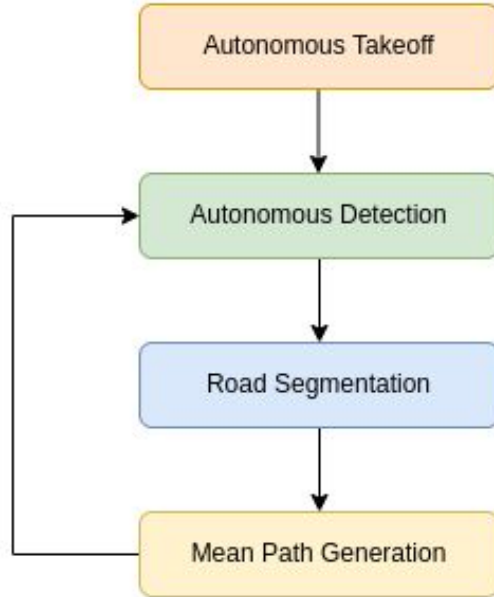 Autonomous Takeoff
Autonomous Detection
Road Segmentation
Mean Path Generation